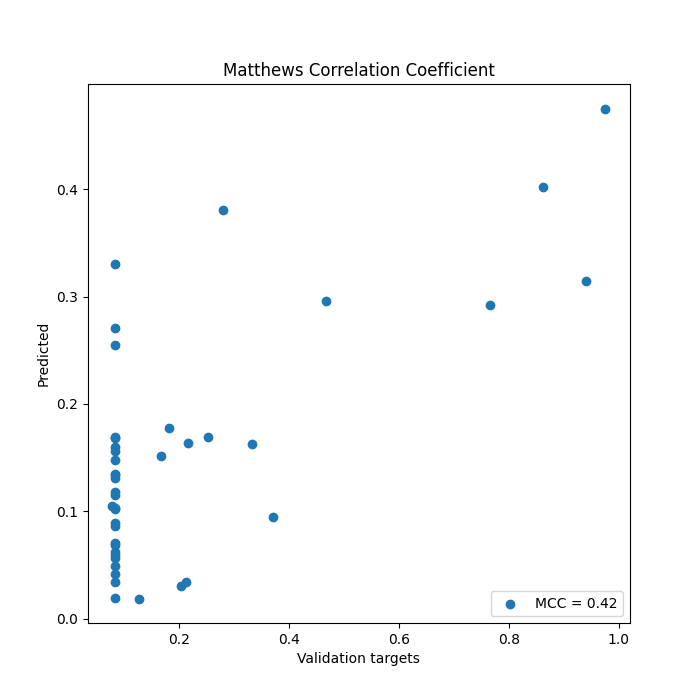 Matthews Correlation Coefficient
Predicted
0.4
0.3
0.2
0.1
0.0
MCC = 0.42
0.2 0.4 0.6 0.8 1.0
Validation targets